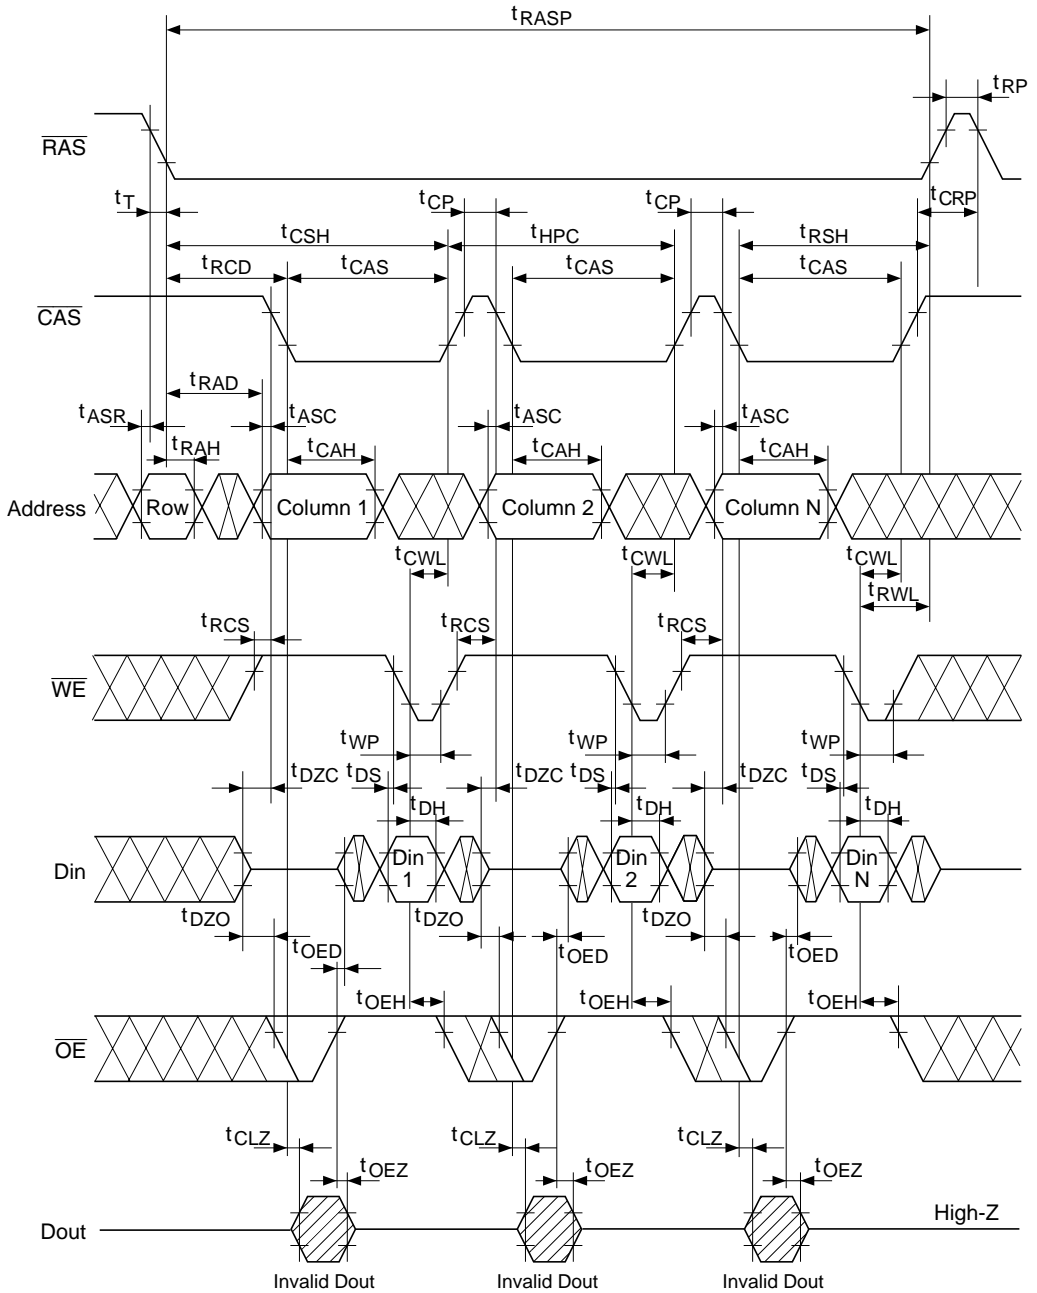 tRASP
tRP
RAS
tT tCP tCP tCRP
tCSH tHPC tRSH
tRCD tCAS tCAS tCAS
CAS
tRAD
tASR tASC tASC tASC
tRAH tCAH tCAH tCAH
Address Row Column 1 Column 2 Column N
tCWL tCWL tCWL
tRWL
tRCS tRCS tRCS
WE
tWP tWP tWP
tDZC tDS tDZC tDS tDZC tDS
tDH tDH tDH
Din Din 1 Din 2 Din N
tDZO tDZO tDZO
tOED tOED tOED
tOEH tOEH tOEH
OE
tCLZ tCLZ tCLZ
tOEZ tOEZ tOEZ
Dout High-Z
Invalid Dout Invalid Dout Invalid Dout